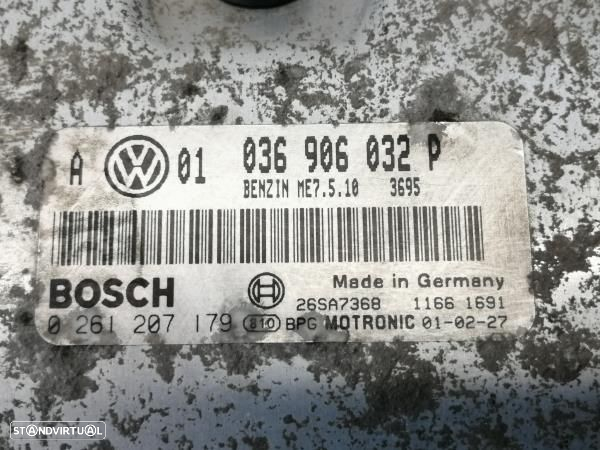 A VW 01 036 906 032 P
BENZIN ME7.5.10 3695
BOSCH Made in Germany
26SA7368 1166 1691
0 261 207 179 810 BPG MOTRONIC 01-02-27
STANDVIRTUAL